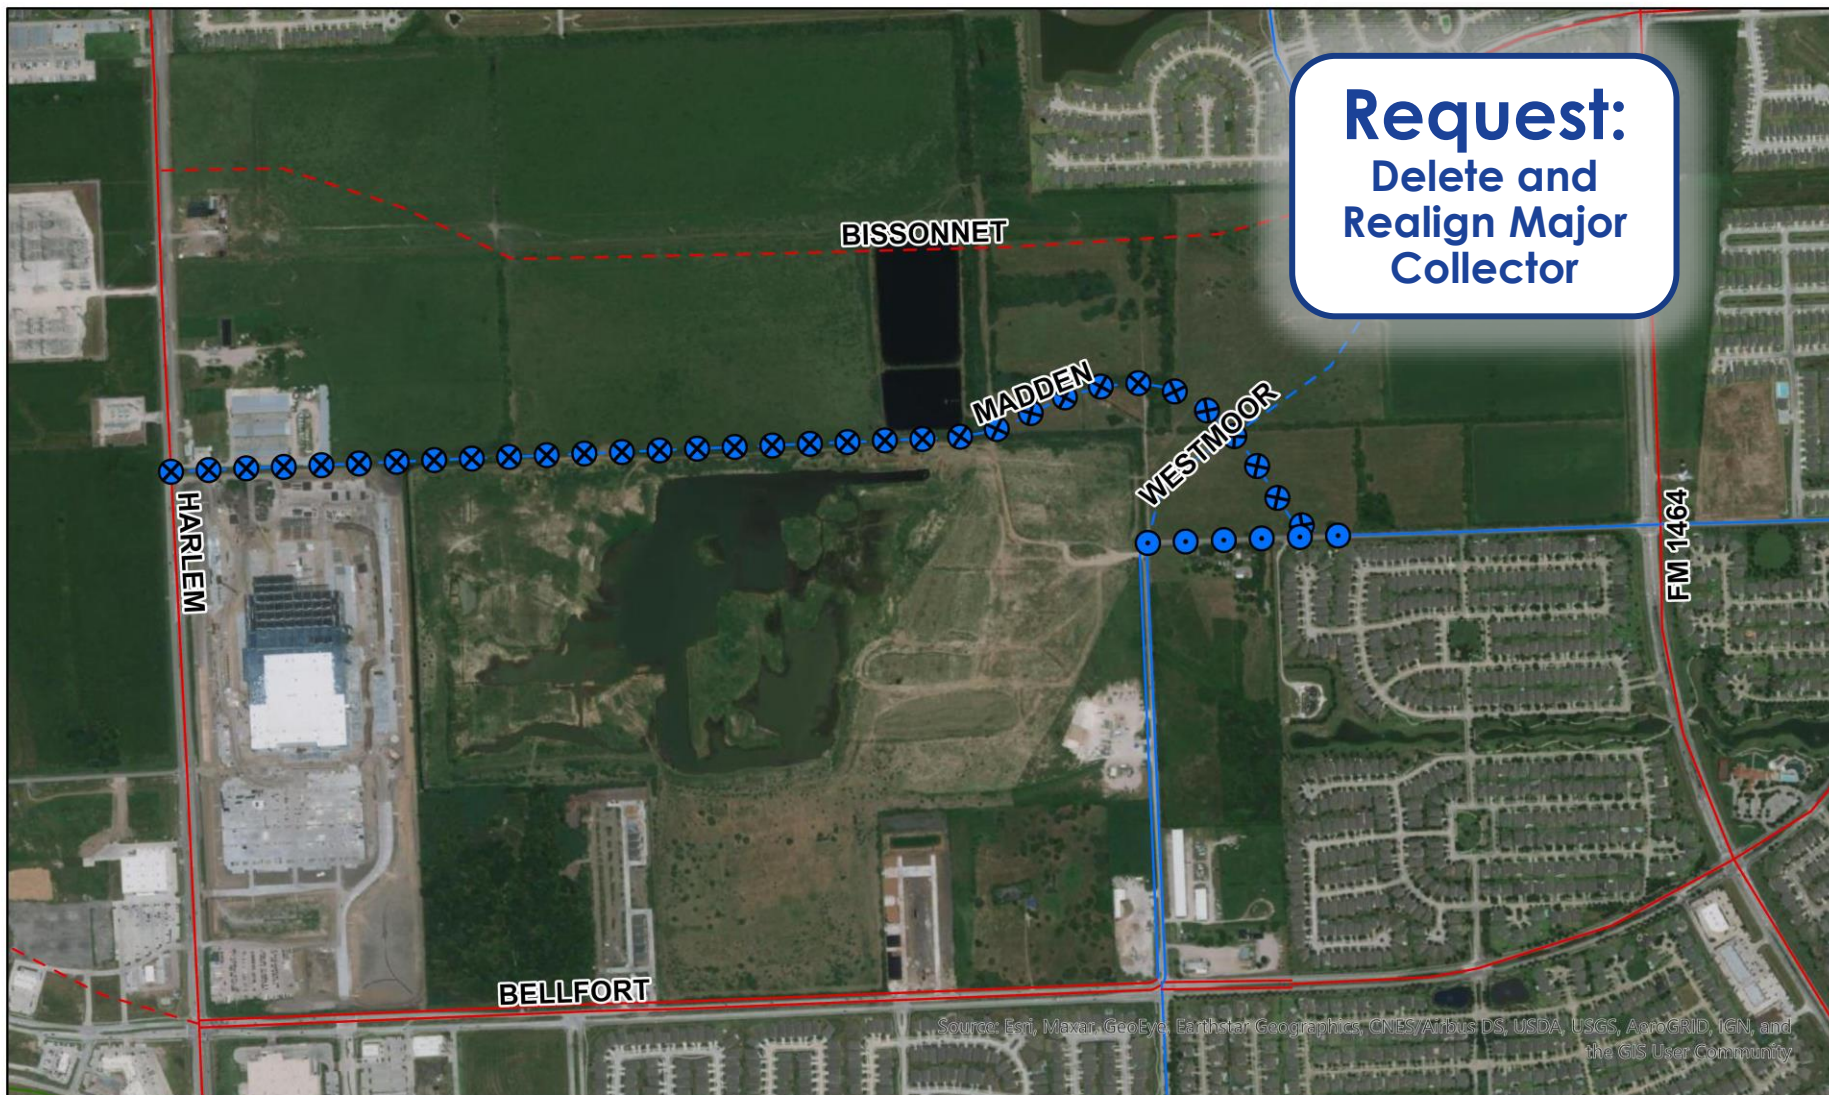 Request:
Delete and
Realign Major
Collector
BISSONNET
MADDEN
WESTMOOR
HARLEM
FM 1464
BELLFORT
Source: Esri, Maxar, GeoEye, Earthstar Geographics, CNES/Airbus DS, USDA, USGS, AeroGRID, IGN, and
the GIS User Community